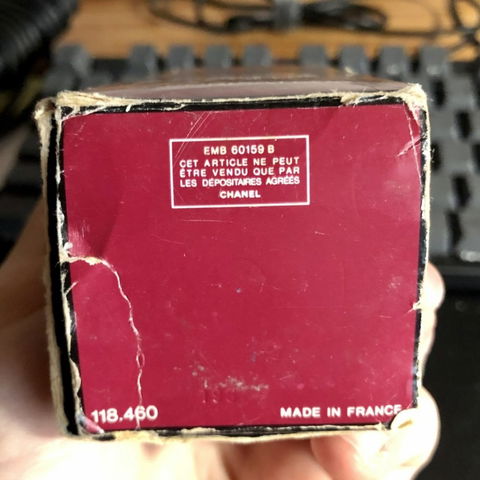 EMB 60159 B
CET ARTICLE NE PEUT
ÊTRE VENDU QUE PAR
LES DÉPOSITAIRES AGRÉÉS
CHANEL
118.460
MADE IN FRANCE